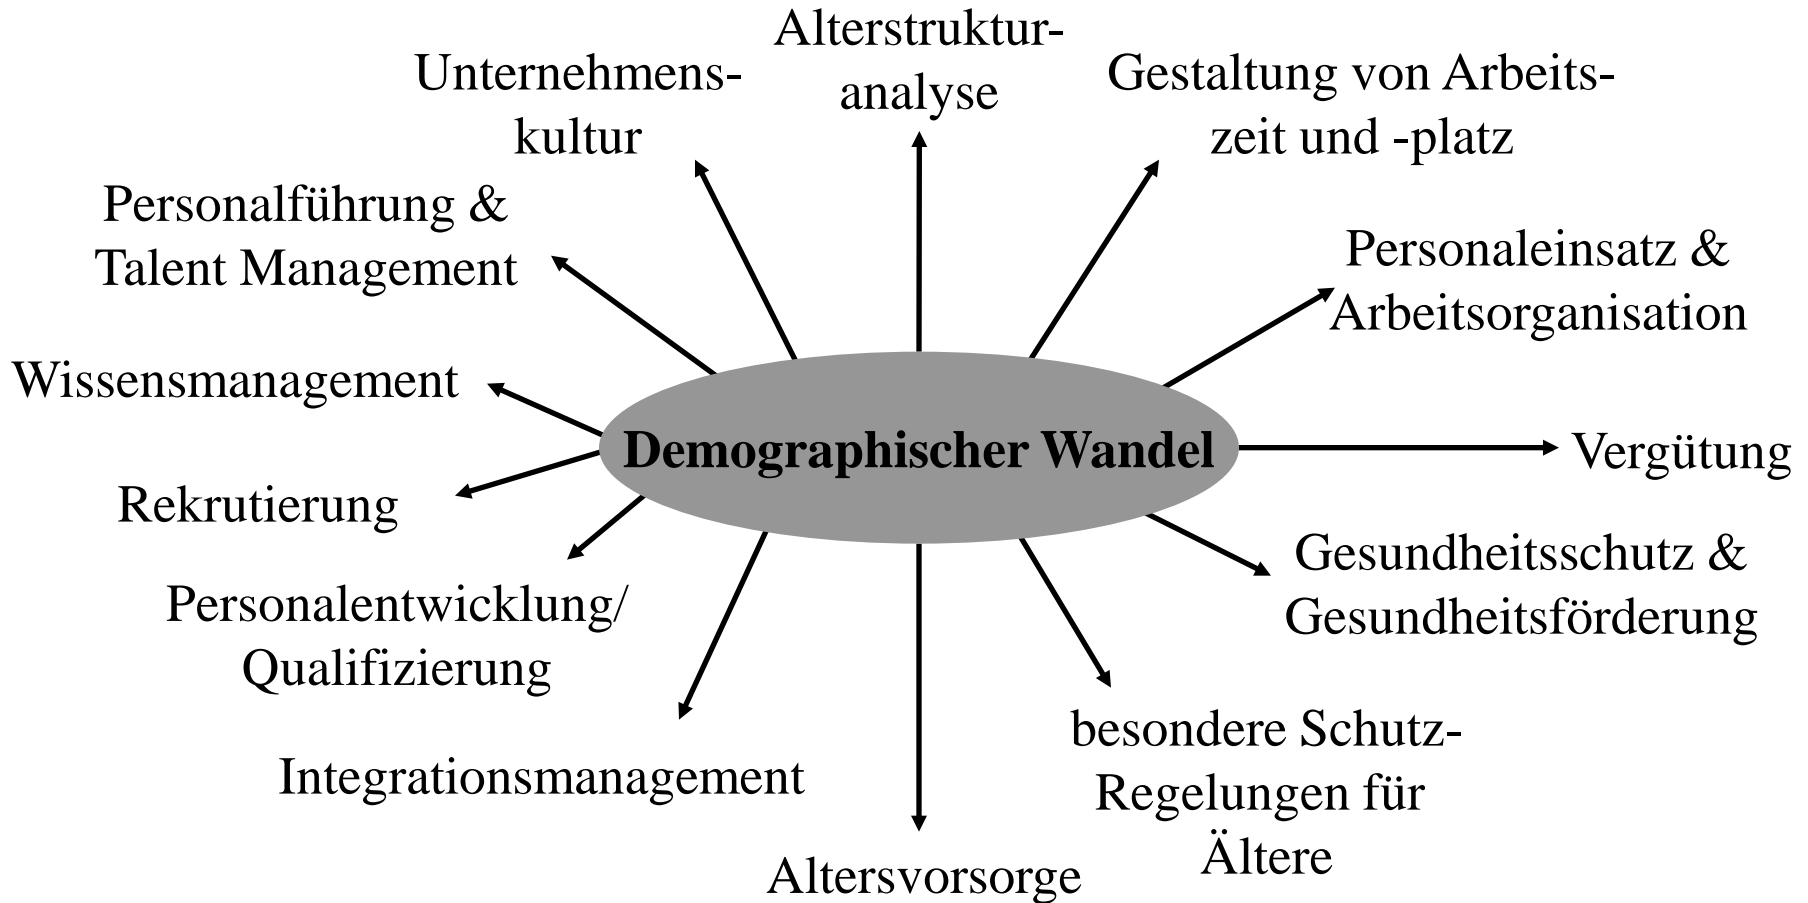 Alterstruktur-
analyse
Unternehmens-
kultur
Gestaltung von Arbeits-
zeit und -platz
Personalführung &
Talent Management
Personaleinsatz &
Arbeitsorganisation
Wissensmanagement
Demographischer Wandel
Vergütung
Rekrutierung
Gesundheitsschutz &
Gesundheitsförderung
Personalentwicklung/
Qualifizierung
besondere Schutz-
Regelungen für
Ältere
Integrationsmanagement
Altersvorsorge